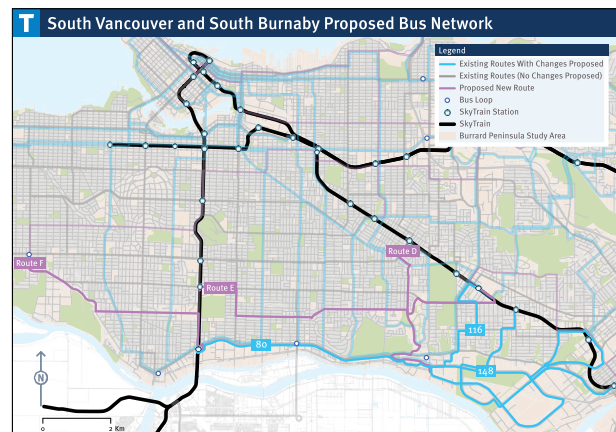 T South Vancouver and South Burnaby Proposed Bus Network
Legend
Existing Routes With Changes Proposed
Existing Routes (No Changes Proposed)
Proposed New Route
Bus Loop
SkyTrain Station
SkyTrain
Burrard Peninsula Study Area
Route D
Route F
Route E
116
80
148
N
0 2 Km